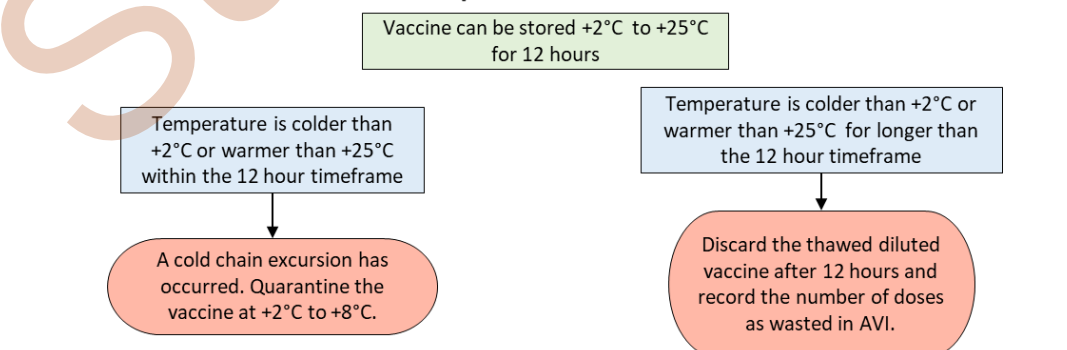 Vaccine can be stored +2°C to +25°C
for 12 hours
Temperature is colder than
+2°C or warmer than +25°C
within the 12 hour timeframe
A cold chain excursion has
occurred. Quarantine the
vaccine at +2°C to +8°C.
Temperature is colder than +2°C or
warmer than +25°C for longer than
the 12 hour timeframe
Discard the thawed diluted
vaccine after 12 hours and
record the number of doses
as wasted in AVI.